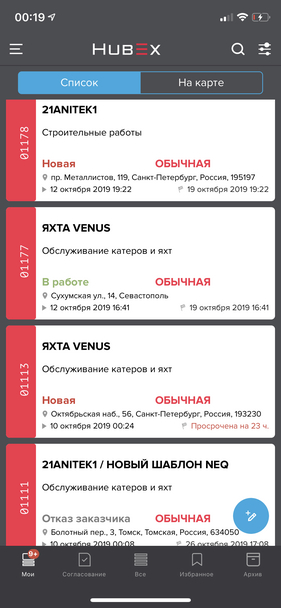 00:19
HUBEX
Список На карте
01178
21ANITEK1
Строительные работы
Новая ОБЫЧНАЯ
пр. Металлистов, 119, Санкт-Петербург, Россия, 195197
12 октября 2019 19:22 19 октября 2019 19:22
01177
ЯХТА VENUS
Обслуживание катеров и яхт
В работе ОБЫЧНАЯ
Сухумская ул., 14, Севастополь
12 октября 2019 16:41 19 октября 2019 16:41
01113
ЯХТА VENUS
Обслуживание катеров и яхт
Новая ОБЫЧНАЯ
Октябрьская наб., 56, Санкт-Петербург, Россия, 193230
10 октября 2019 00:24 Просрочена на 23 ч.
01111
21ANITEK1 / НОВЫЙ ШАБЛОН NEQ
Обслуживание катеров и яхт
Отказ заказчика ОБЫЧНАЯ
Болотный пер., 3, Томск, Томская, Россия, 634050
10 октября 2019 00:08 26 октября 2019 17:08
9+
Мои Согласование Все Избранное Архив